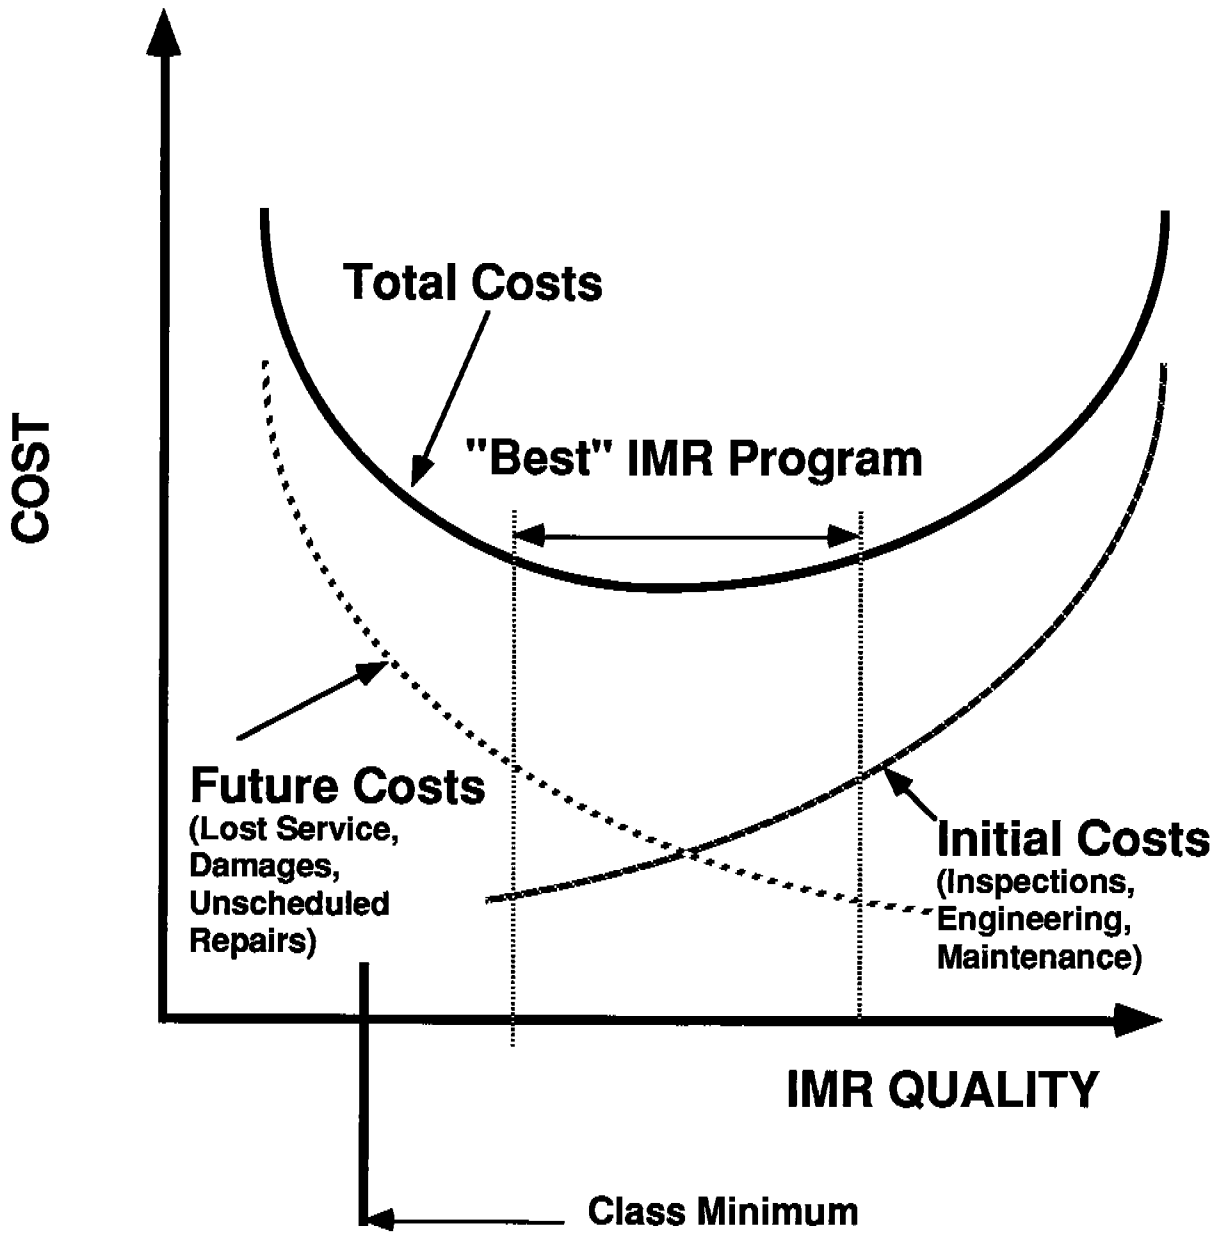 Total Costs
"Best" IMR Program
COST
Future Costs
(Lost Service,
Damages,
Unscheduled
Repairs)
Initial Costs
(Inspections,
Engineering,
Maintenance)
IMR QUALITY
Class Minimum